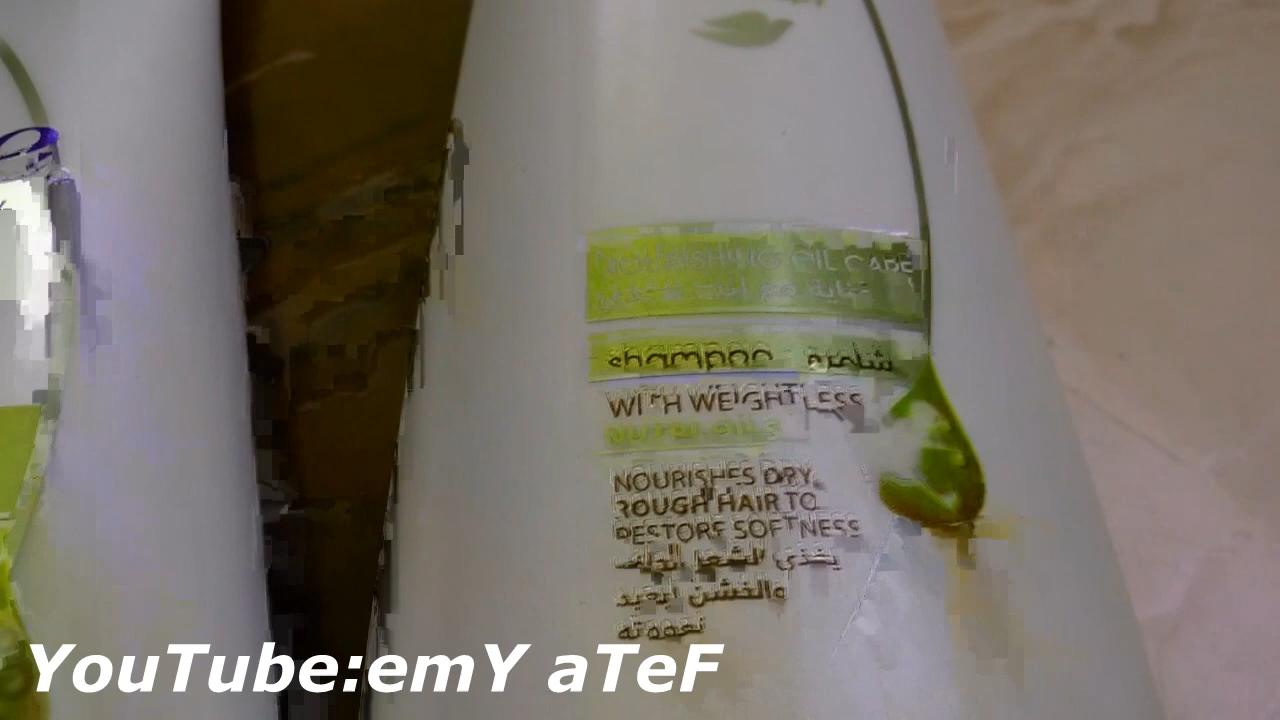 NOURISHING OIL CARE
shampoo شامبو
WITH WEIGHTLESS
NUTRI-OILS
NOURISHES DRY,
ROUGH HAIR TO
RESTORE SOFTNESS
يغذي الشعر الجاف
والخشن ليعيد
نعومته
YouTube:emY aTeF